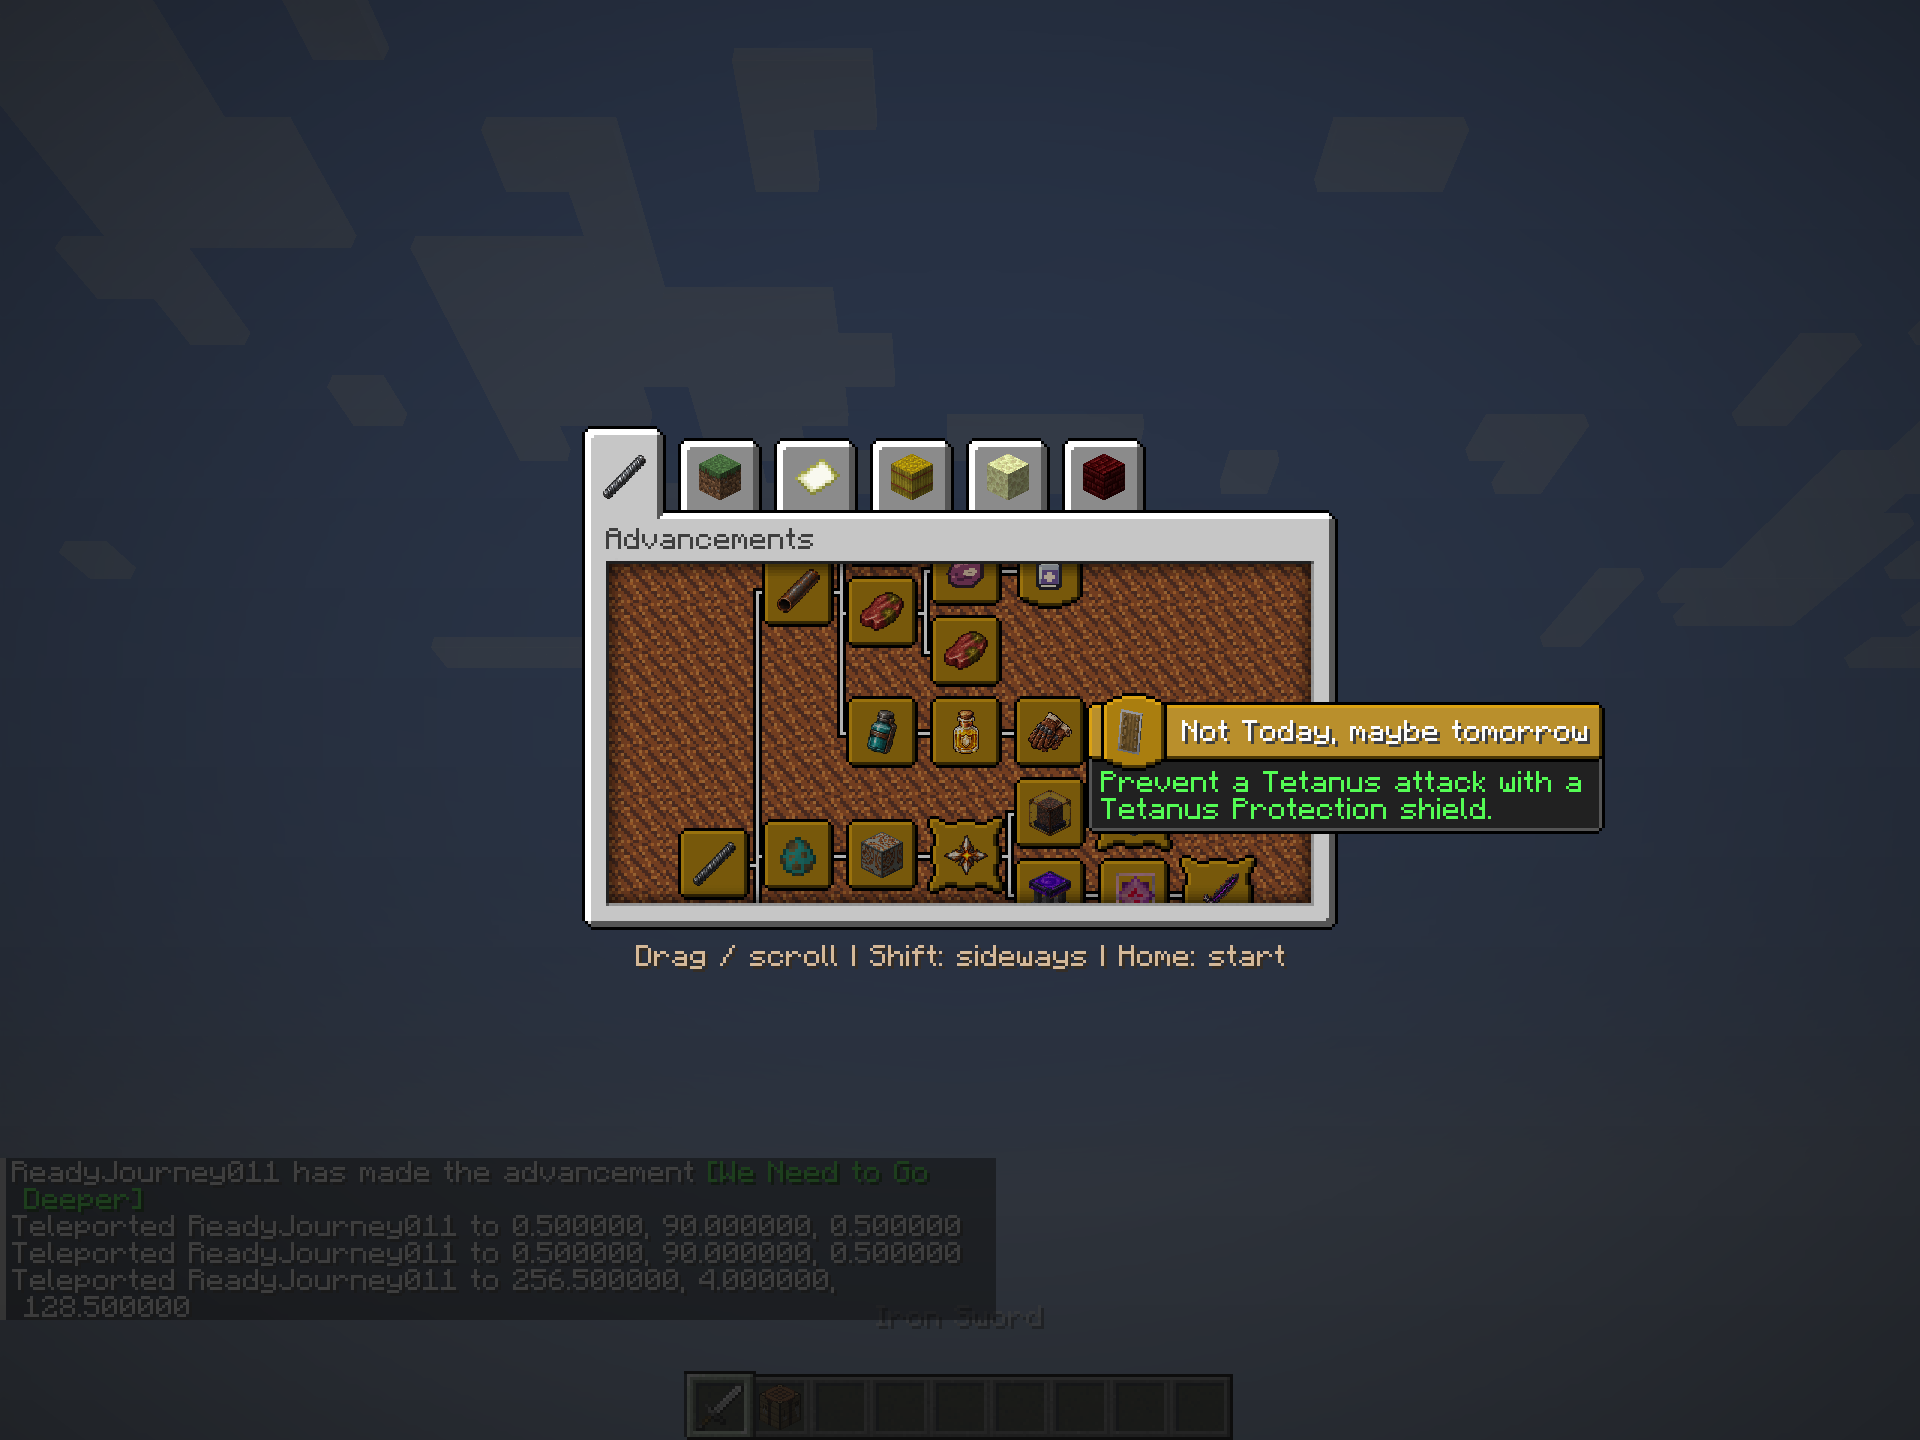 Advancements
Not Today, maybe tomorrow
Prevent a Tetanus attack with a
Tetanus Protection shield.
Drag / scroll | Shift: sideways | Home: start
ReadyJourney011 has made the advancement [We Need to Go
Deeper]
Teleported ReadyJourney011 to 0.500000, 90.000000, 0.500000
Teleported ReadyJourney011 to 0.500000, 90.000000, 0.500000
Teleported ReadyJourney011 to 256.500000, 4.000000,
128.500000
Iron Sword